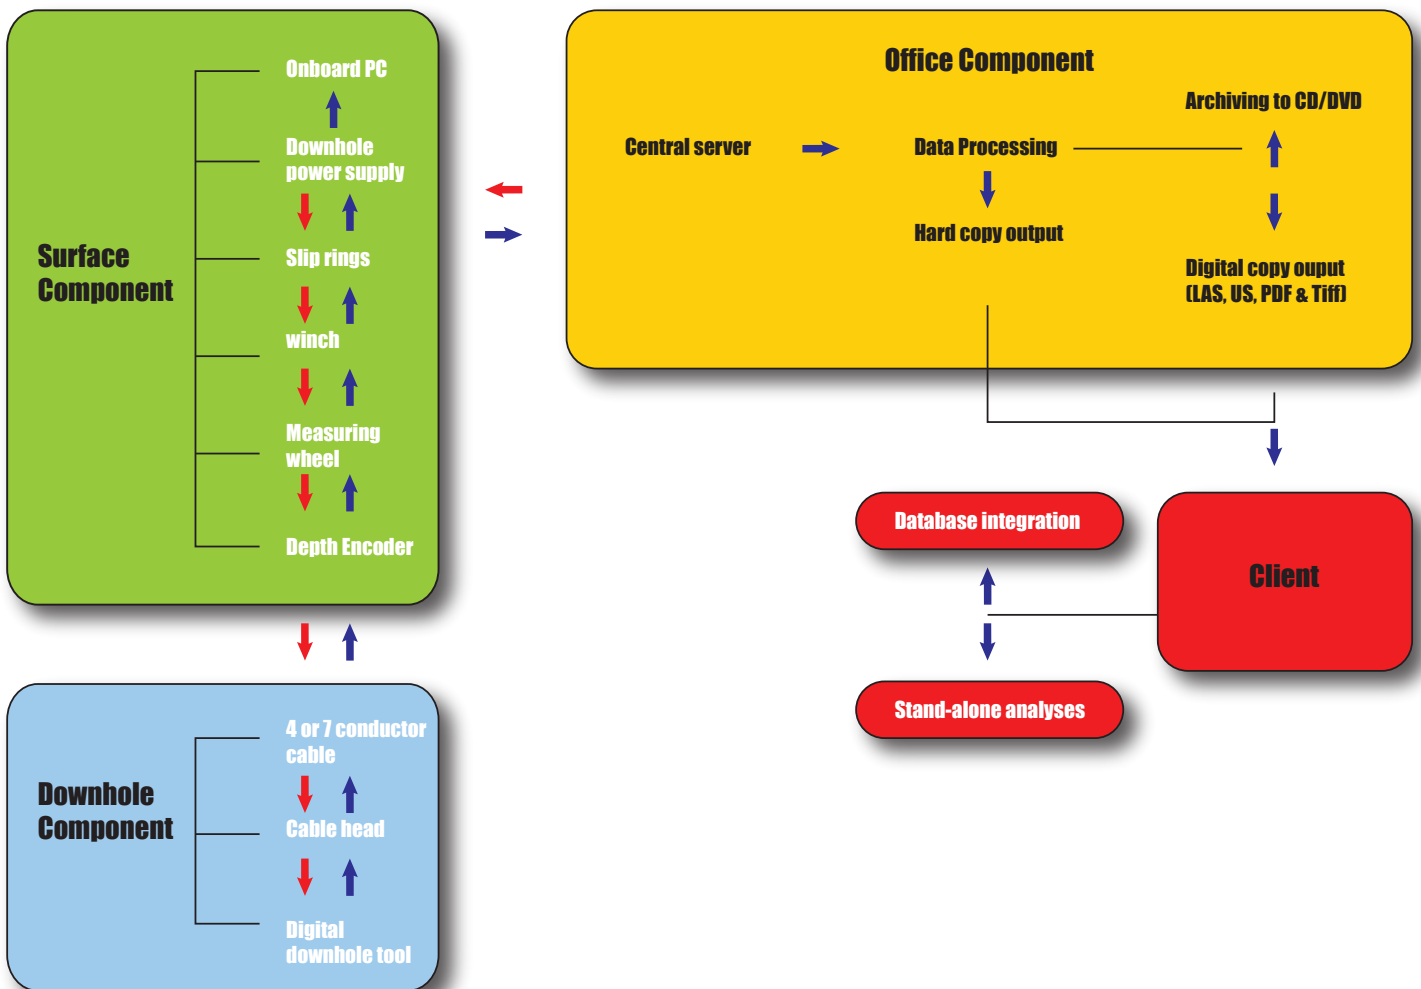 Surface
Component
Onboard PC
Downhole
power supply
Slip rings
winch
Measuring
wheel
Depth Encoder
Downhole
Component
4 or 7 conductor
cable
Cable head
Digital
downhole tool
Office Component
Central server
Data Processing
Hard copy output
Archiving to CD/DVD
Digital copy ouput
(LAS, US, PDF & Tiff)
Database integration
Stand-alone analyses
Client